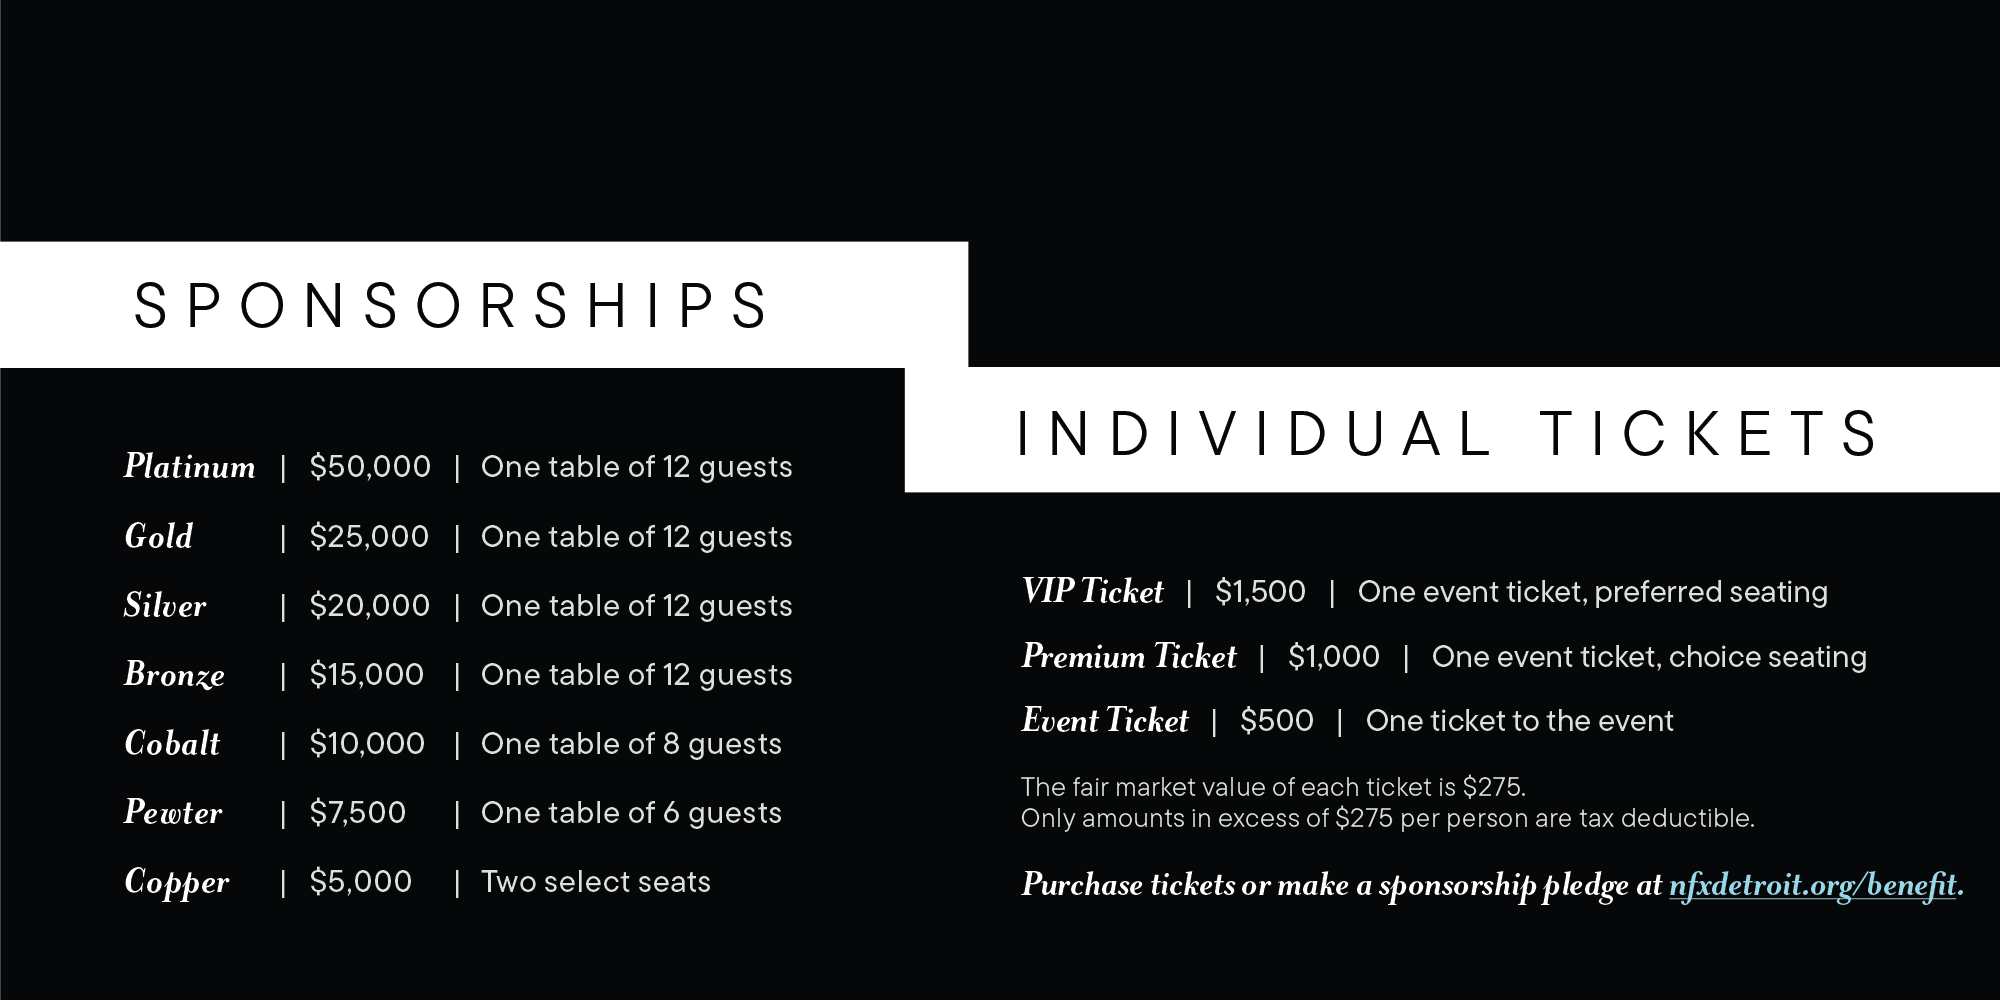 SPONSORSHIPS
Platinum | $50,000 | One table of 12 guests
Gold | $25,000 | One table of 12 guests
Silver | $20,000 | One table of 12 guests
Bronze | $15,000 | One table of 12 guests
Cobalt | $10,000 | One table of 8 guests
Pewter | $7,500 | One table of 6 guests
Copper | $5,000 | Two select seats
INDIVIDUAL TICKETS
VIP Ticket | $1,500 | One event ticket, preferred seating
Premium Ticket | $1,000 | One event ticket, choice seating
Event Ticket | $500 | One ticket to the event
The fair market value of each ticket is $275.
Only amounts in excess of $275 per person are tax deductible.
Purchase tickets or make a sponsorship pledge at nfxdetroit.org/benefit.